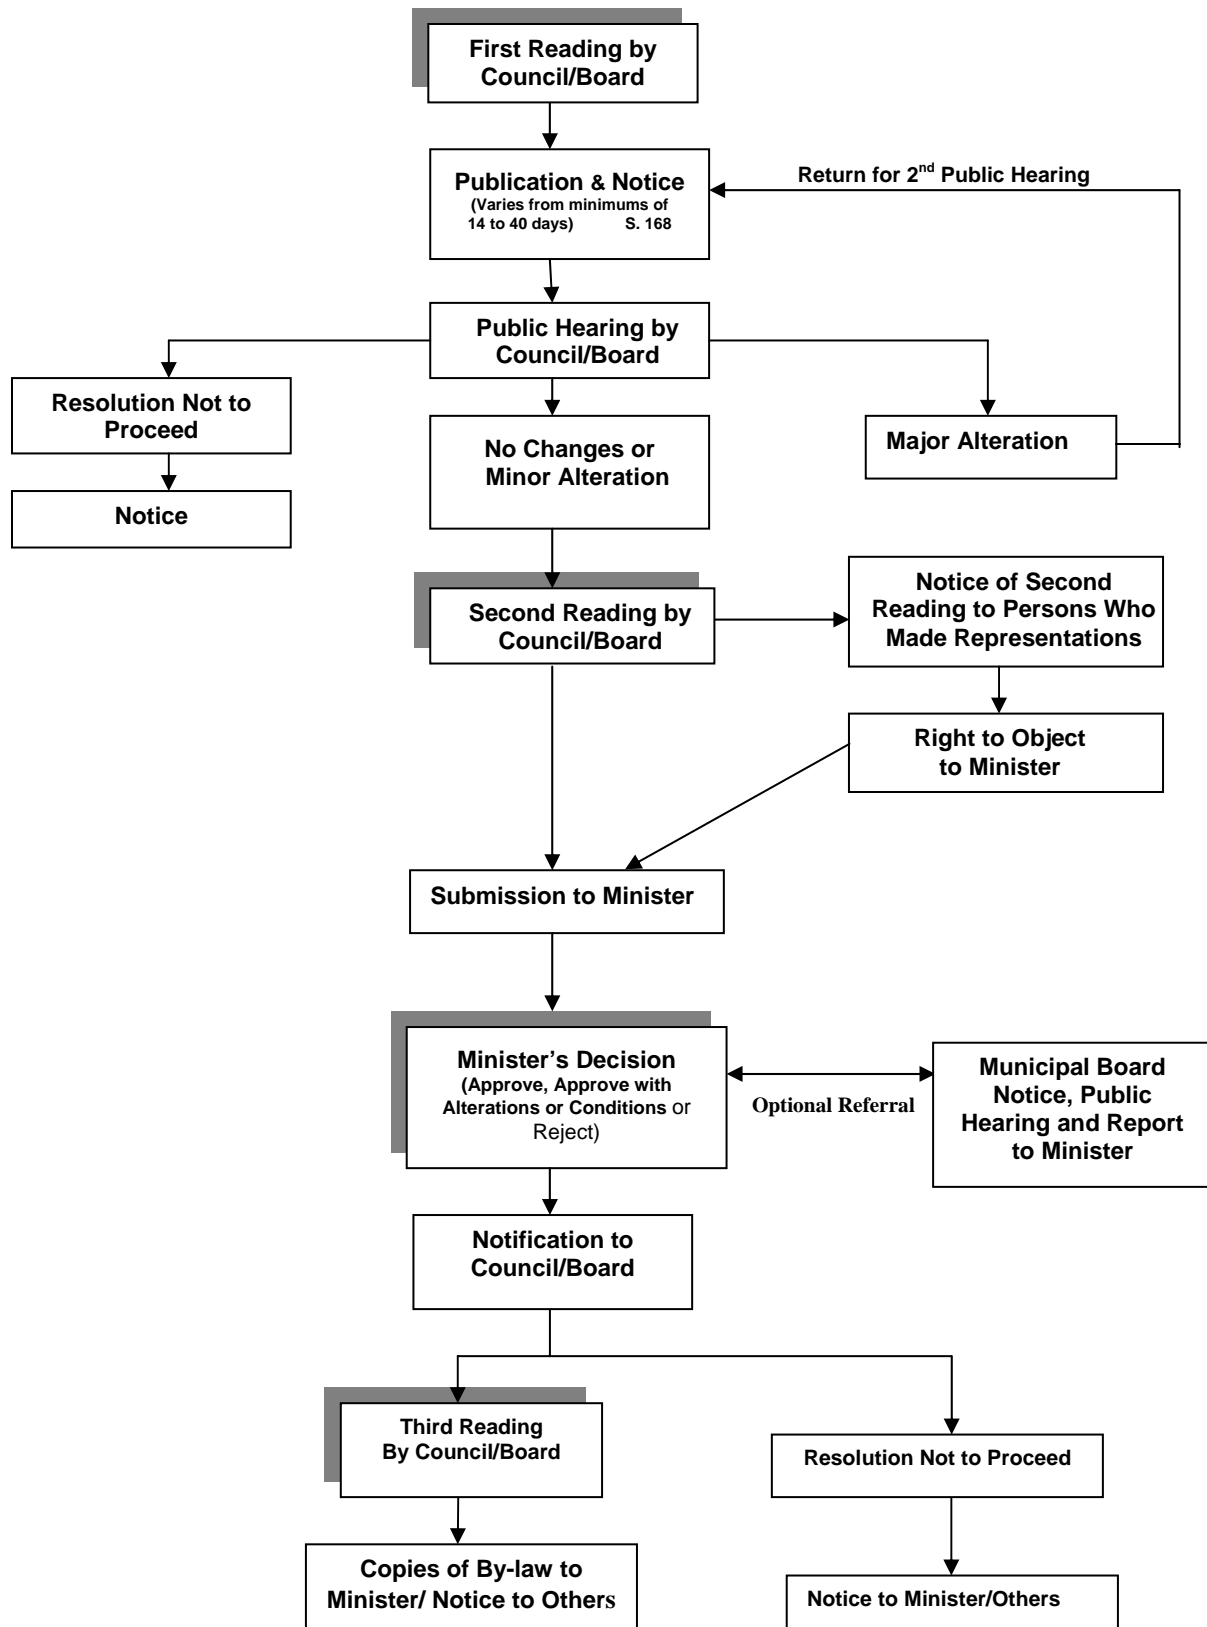 First Reading by
Council/Board
Publication & Notice
(Varies from minimums of
14 to 40 days) S. 168
Return for 2nd Public Hearing
Public Hearing by
Council/Board
Resolution Not to
Proceed
Notice
No Changes or
Minor Alteration
Major Alteration
Second Reading by
Council/Board
Notice of Second
Reading to Persons Who
Made Representations
Right to Object
to Minister
Submission to Minister
Minister’s Decision
(Approve, Approve with
Alterations or Conditions or
Reject)
Optional Referral
Municipal Board
Notice, Public
Hearing and Report
to Minister
Notification to
Council/Board
Third Reading
By Council/Board
Resolution Not to Proceed
Copies of By-law to
Minister/ Notice to Others
Notice to Minister/Others